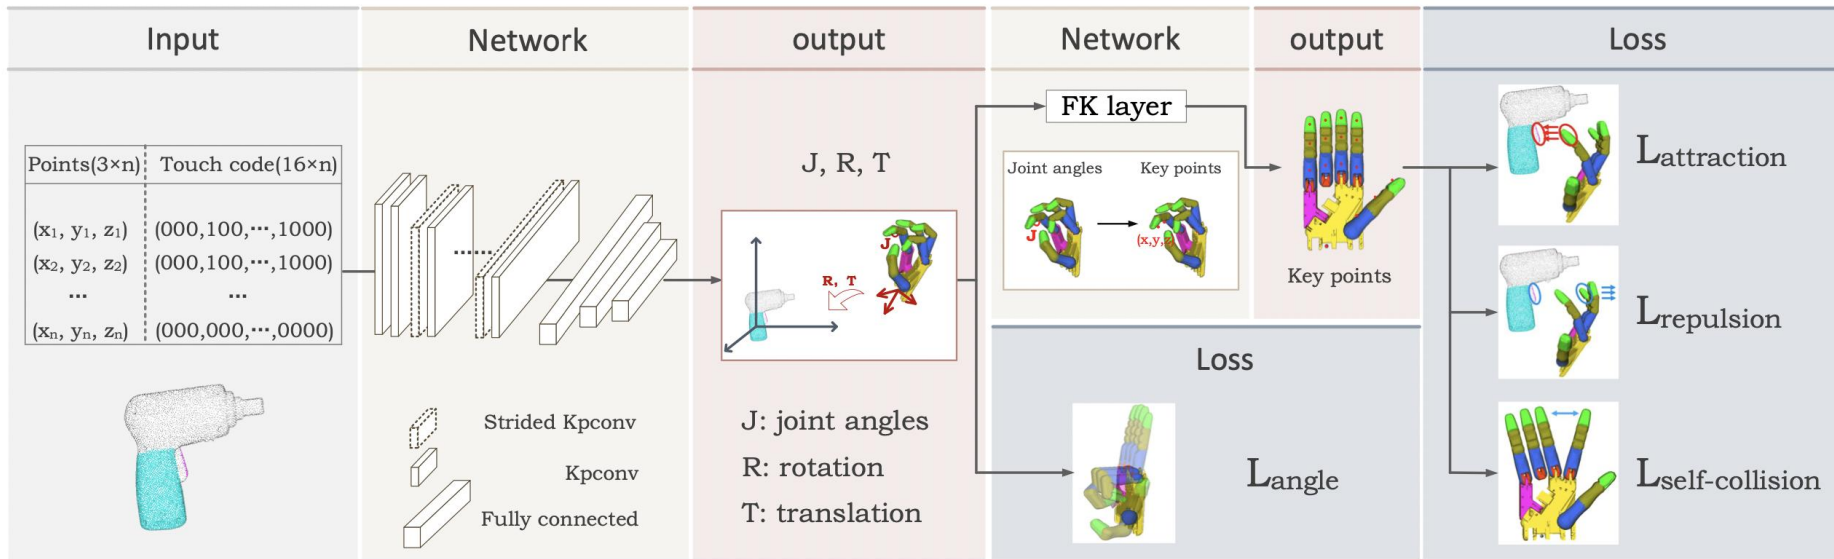 Input
Network
output
Network
output
Loss
Points(3×n) Touch code(16×n)
(x₁, y₁, z₁) (000,100,···,1000)
(x₂, y₂, z₂) (000,100,···,1000)
... ...
(xₙ, yₙ, zₙ) (000,000,···,0000)
......
Strided Kpconv
Kpconv
Fully connected
J, R, T
J
R, T
J: joint angles
R: rotation
T: translation
FK layer
Joint angles Key points
J
(x,y,z)
Key points
Loss
Langle
Lattraction
Lrepulsion
Lself-collision